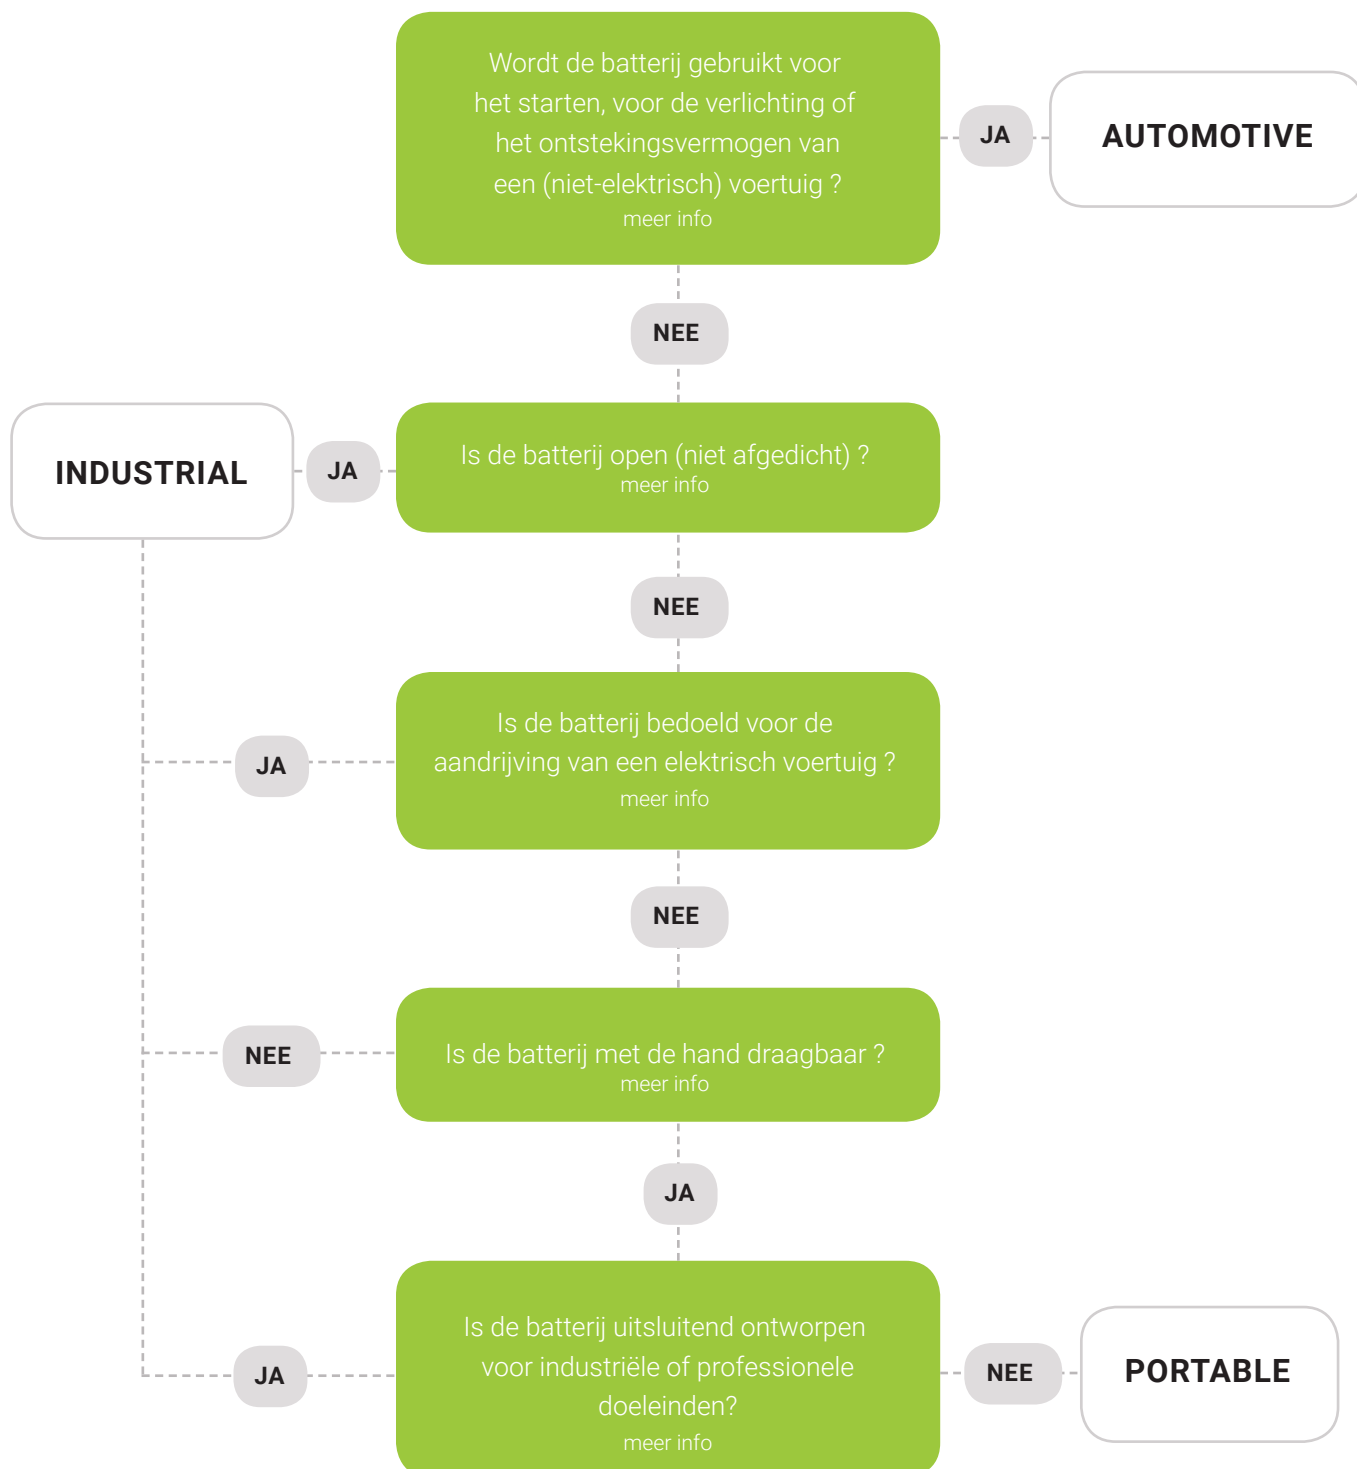 Wordt de batterij gebruikt voor
het starten, voor de verlichting of
het ontstekingsvermogen van
een (niet-elektrisch) voertuig ?
meer info
JA
AUTOMOTIVE
NEE
INDUSTRIAL
JA
Is de batterij open (niet afgedicht) ?
meer info
NEE
Is de batterij bedoeld voor de
aandrijving van een elektrisch voertuig ?
meer info
JA
NEE
Is de batterij met de hand draagbaar ?
meer info
NEE
JA
Is de batterij uitsluitend ontworpen
voor industriële of professionele
doeleinden?
meer info
JA
NEE
PORTABLE